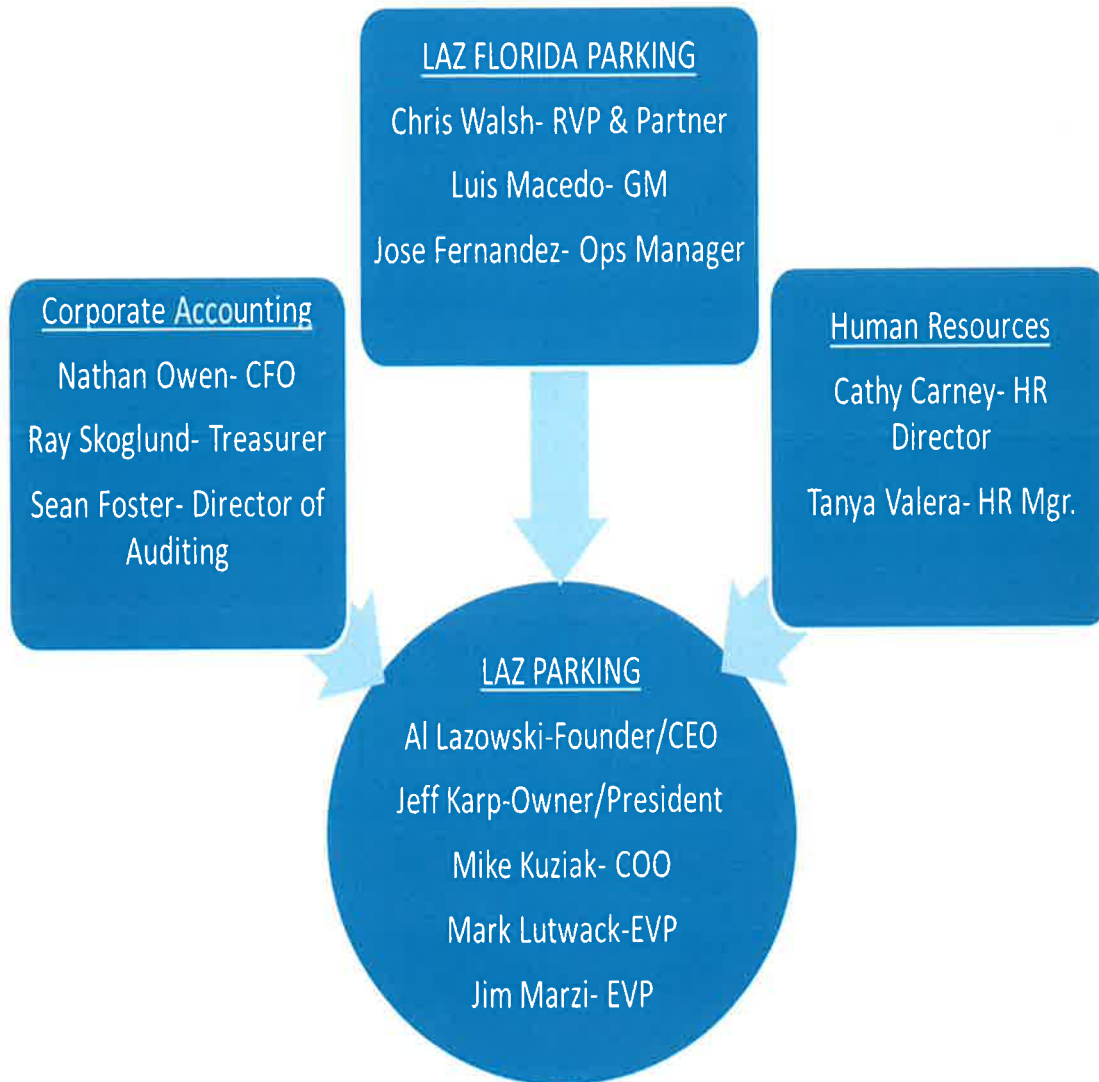 LAZ FLORIDA PARKING
Chris Walsh- RVP & Partner
Luis Macedo- GM
Jose Fernandez- Ops Manager
Corporate Accounting
Nathan Owen- CFO
Ray Skoglund- Treasurer
Sean Foster- Director of
Auditing
Human Resources
Cathy Carney- HR
Director
Tanya Valera- HR Mgr.
LAZ PARKING
Al Lazowski-Founder/CEO
Jeff Karp-Owner/President
Mike Kuziak- COO
Mark Lutwack-EVP
Jim Marzi- EVP